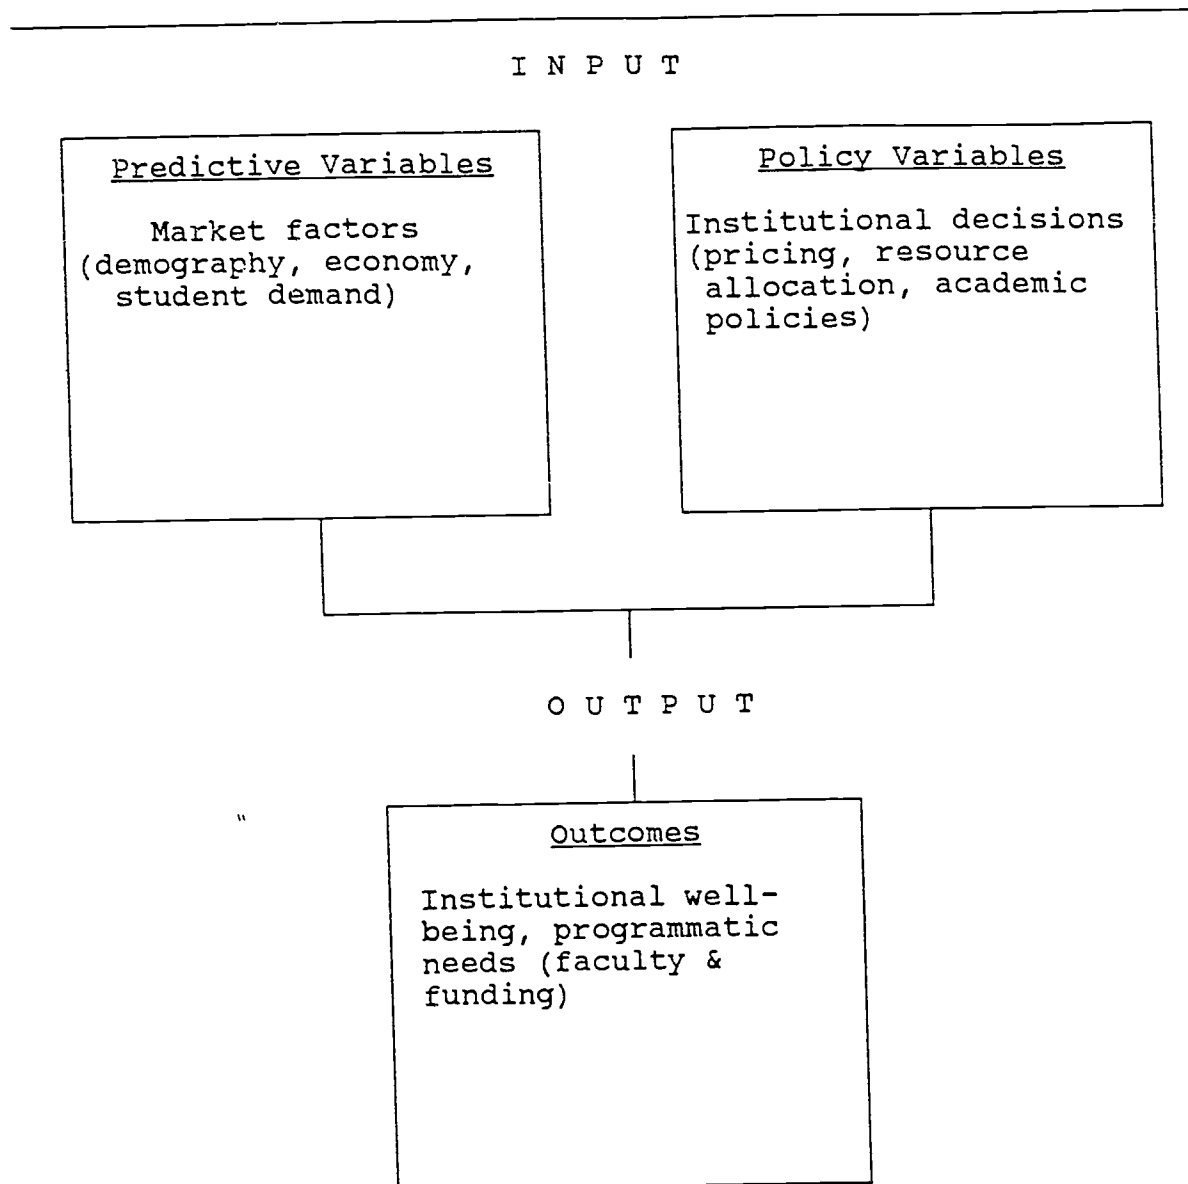 I N P U T
Predictive Variables
Market factors
(demography, economy,
student demand)
Policy Variables
Institutional decisions
(pricing, resource
allocation, academic
policies)
O U T P U T
Outcomes
Institutional well-
being, programmatic
needs (faculty &
funding)